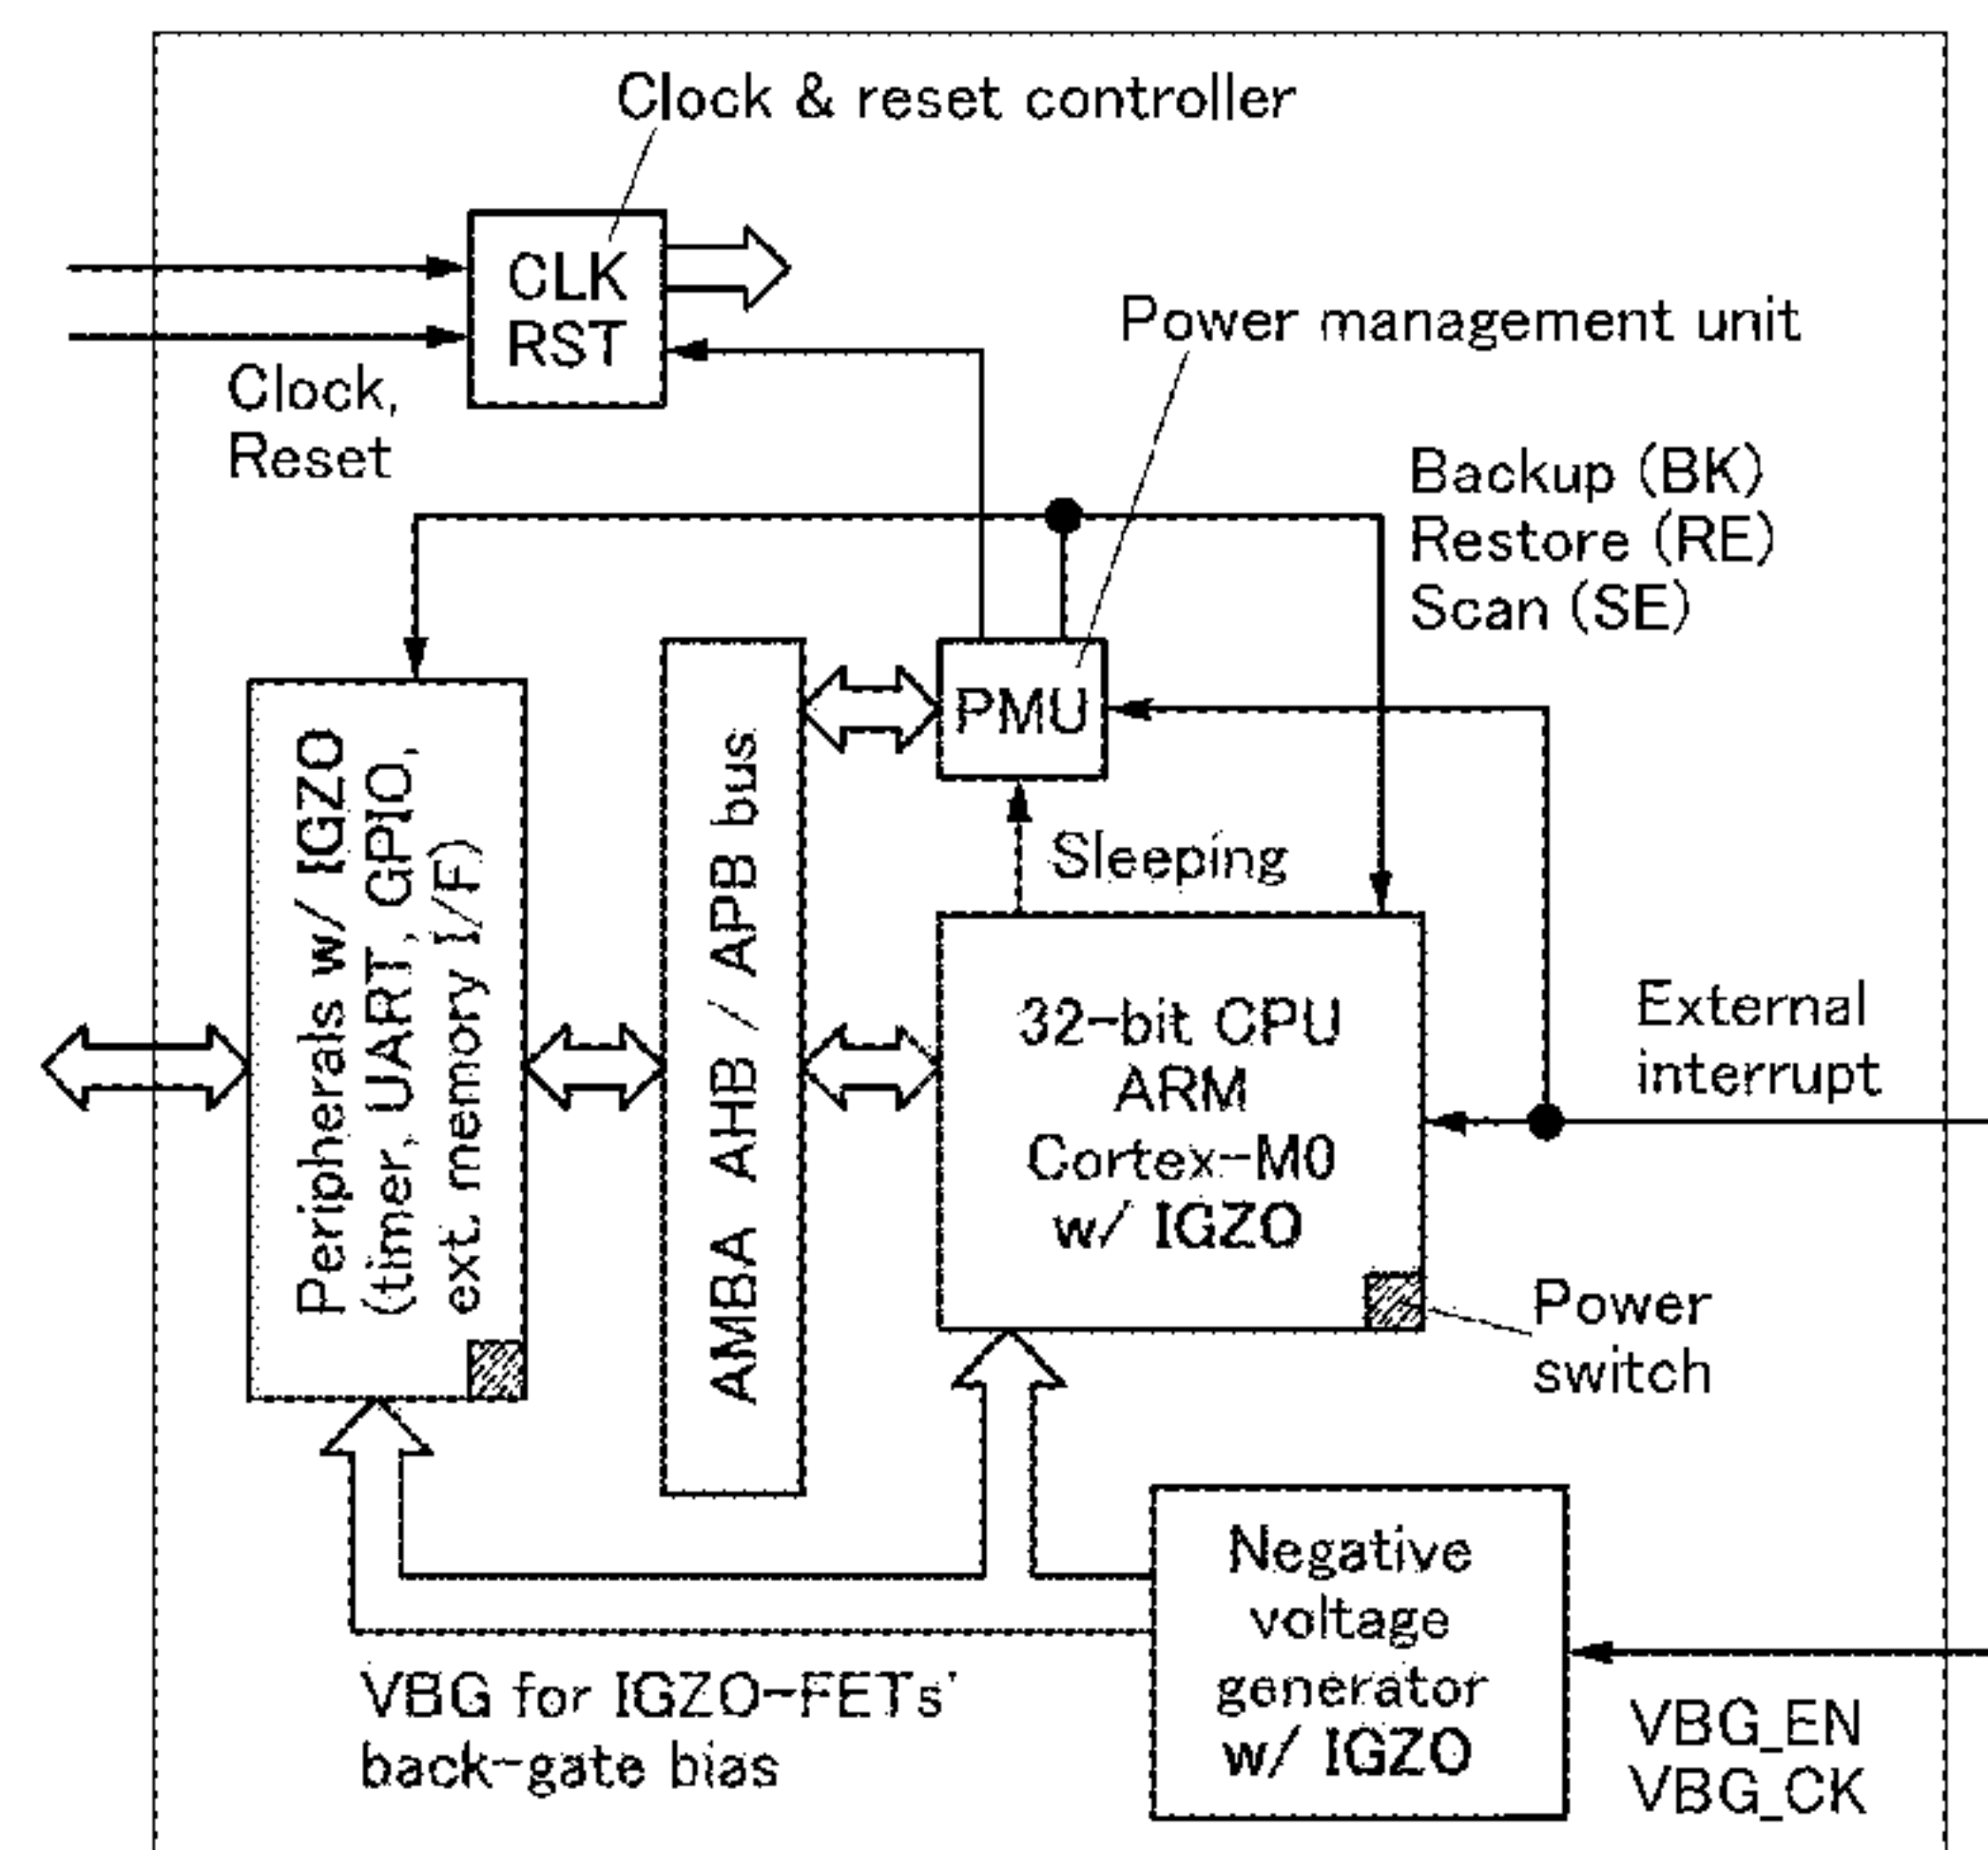 Clock & reset controller
CLK
RST
Clock,
Reset
Power management unit
Backup (BK)
Restore (RE)
Scan (SE)
PMU
Sleeping
Peripherals w/ IGZO
(timer, UART, GPIO,
ext. memory I/F)
AMBA AHB / APB bus
32-bit CPU
ARM
Cortex-M0
w/ IGZO
External
interrupt
Power
switch
Negative
voltage
generator
w/ IGZO
VBG for IGZO-FETs'
back-gate bias
VBG_EN
VBG_CK